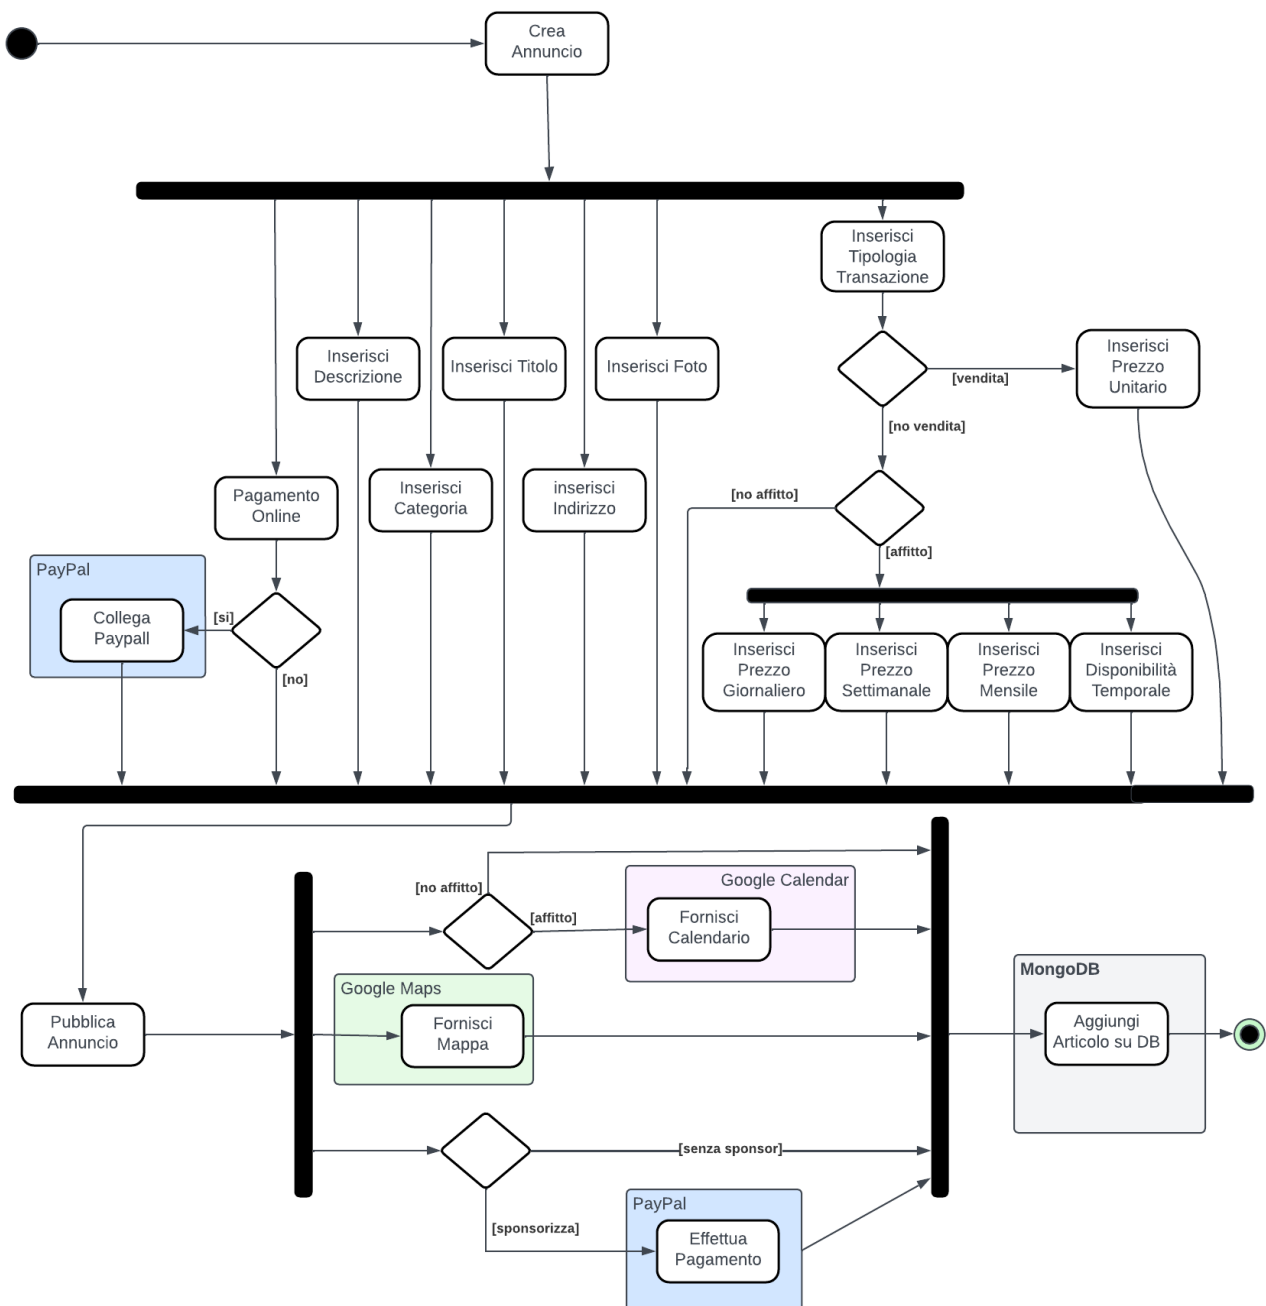 Crea
Annuncio
Inserisci
Tipologia
Transazione
Inserisci
Descrizione
Inserisci Titolo
Inserisci Foto
[vendita]
Inserisci
Prezzo
Unitario
[no vendita]
Pagamento
Online
Inserisci
Categoria
inserisci
Indirizzo
[no affitto]
[affitto]
PayPal
Collega
Paypall
[si]
[no]
Inserisci
Prezzo
Giornaliero
Inserisci
Prezzo
Settimanale
Inserisci
Prezzo
Mensile
Inserisci
Disponibilità
Temporale
[no affitto]
[affitto]
Google Calendar
Fornisci
Calendario
Google Maps
Fornisci
Mappa
Pubblica
Annuncio
MongoDB
Aggiungi
Articolo su DB
[senza sponsor]
[sponsorizza]
PayPal
Effettua
Pagamento